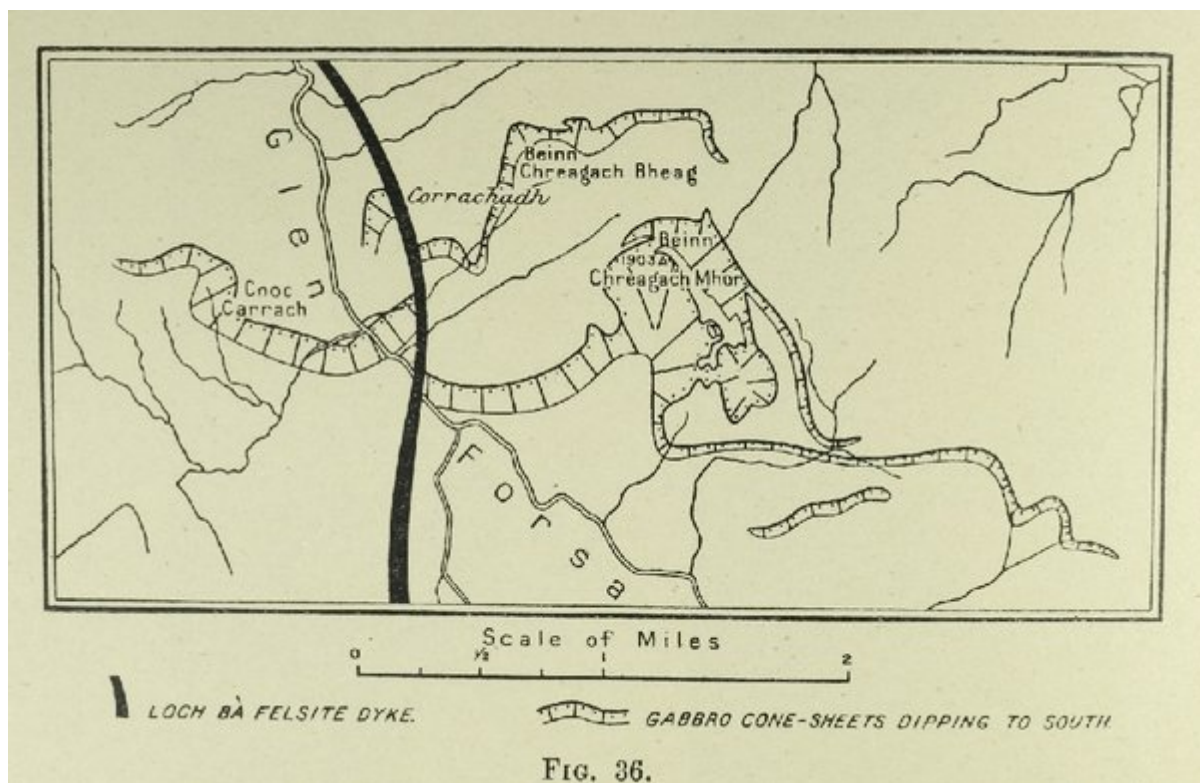 Glen
Beinn
Chreagach Bheag
Corrachadh
Beinn
1903
Chreagach Mhor
Cnoc
Carrach
Forsa
Scale of Miles
0 ½ 1 2
LOCH BÀ FELSITE DYKE.
GABBRO CONE-SHEETS DIPPING TO SOUTH.
FIG. 36.